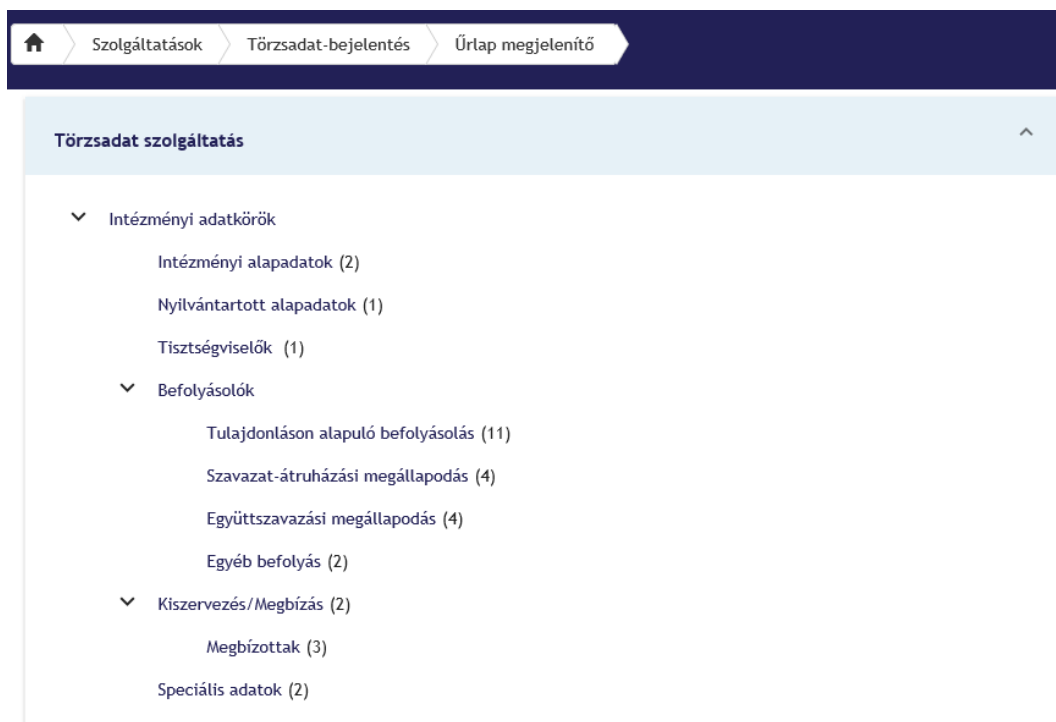 Szolgáltatások Törzsadat-bejelentés Űrlap megjelenítő
Törzsadat szolgáltatás
Intézményi adatkörök
Intézményi alapadatok (2)
Nyilvántartott alapadatok (1)
Tisztségviselők (1)
Befolyásolók
Tulajdonláson alapuló befolyásolás (11)
Szavazat-átruházási megállapodás (4)
Együttszavazási megállapodás (4)
Egyéb befolyás (2)
Kiszervezés/Megbízás (2)
Megbízottak (3)
Speciális adatok (2)